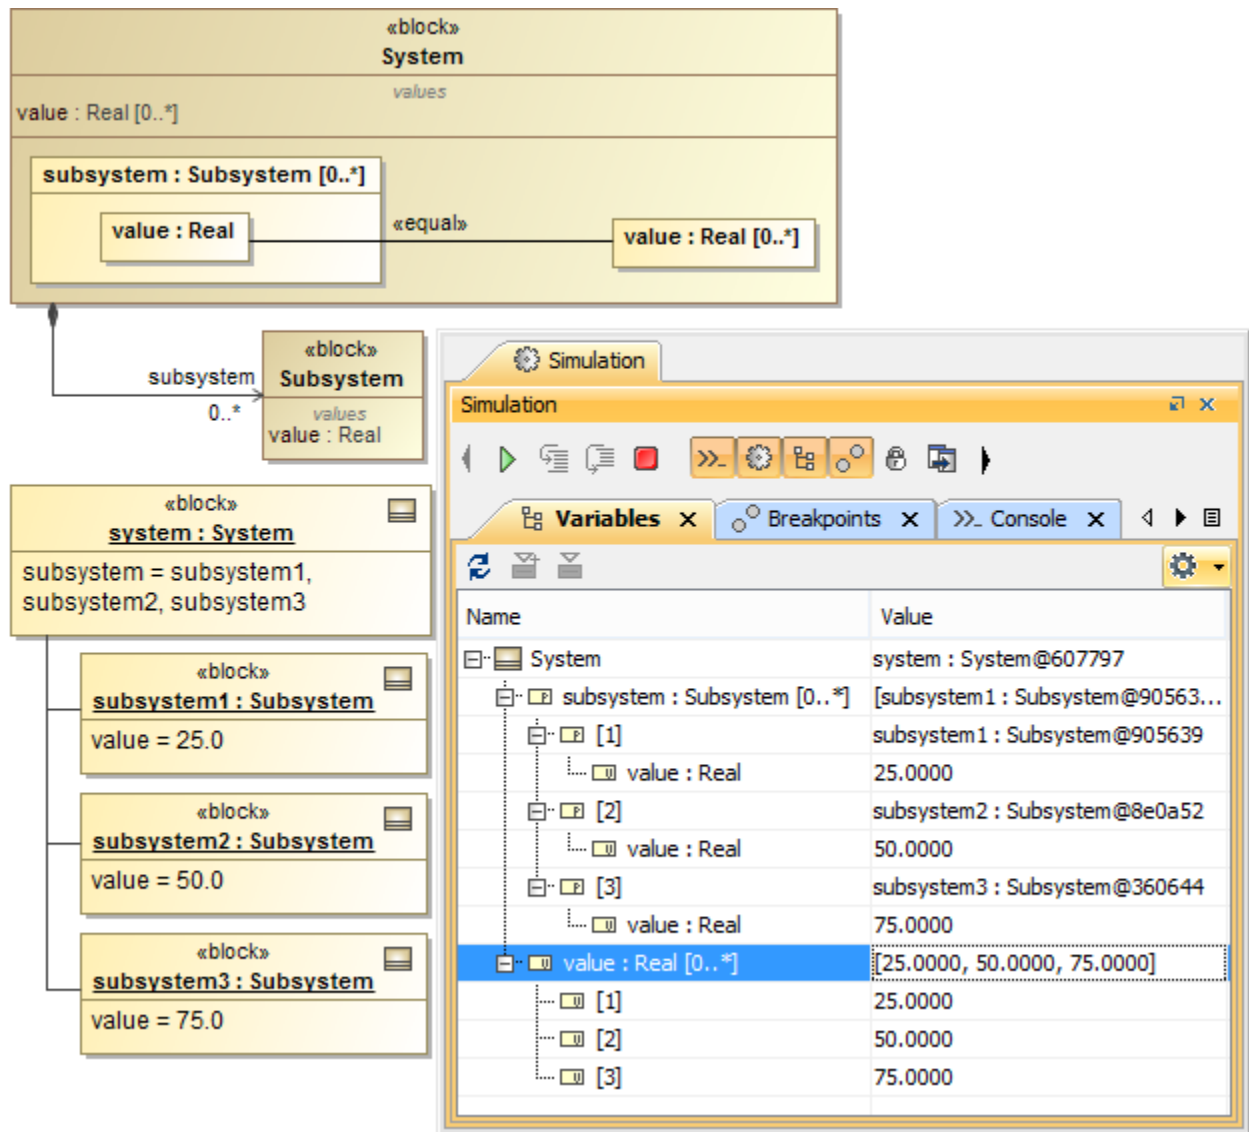 «block»
System
values
value : Real [0..*]
subsystem : Subsystem [0..*]
value : Real
«equal»
value : Real [0..*]
subsystem
0..*
«block»
Subsystem
values
value : Real
«block»
system : System
subsystem = subsystem1,
subsystem2, subsystem3
«block»
subsystem1 : Subsystem
value = 25.0
«block»
subsystem2 : Subsystem
value = 50.0
«block»
subsystem3 : Subsystem
value = 75.0
Simulation
Simulation
Variables Breakpoints Console
Name Value
System system : System@607797
subsystem : Subsystem [0..*] [subsystem1 : Subsystem@90563...
[1] subsystem1 : Subsystem@905639
value : Real 25.0000
[2] subsystem2 : Subsystem@8e0a52
value : Real 50.0000
[3] subsystem3 : Subsystem@360644
value : Real 75.0000
value : Real [0..*] [25.0000, 50.0000, 75.0000]
[1] 25.0000
[2] 50.0000
[3] 75.0000